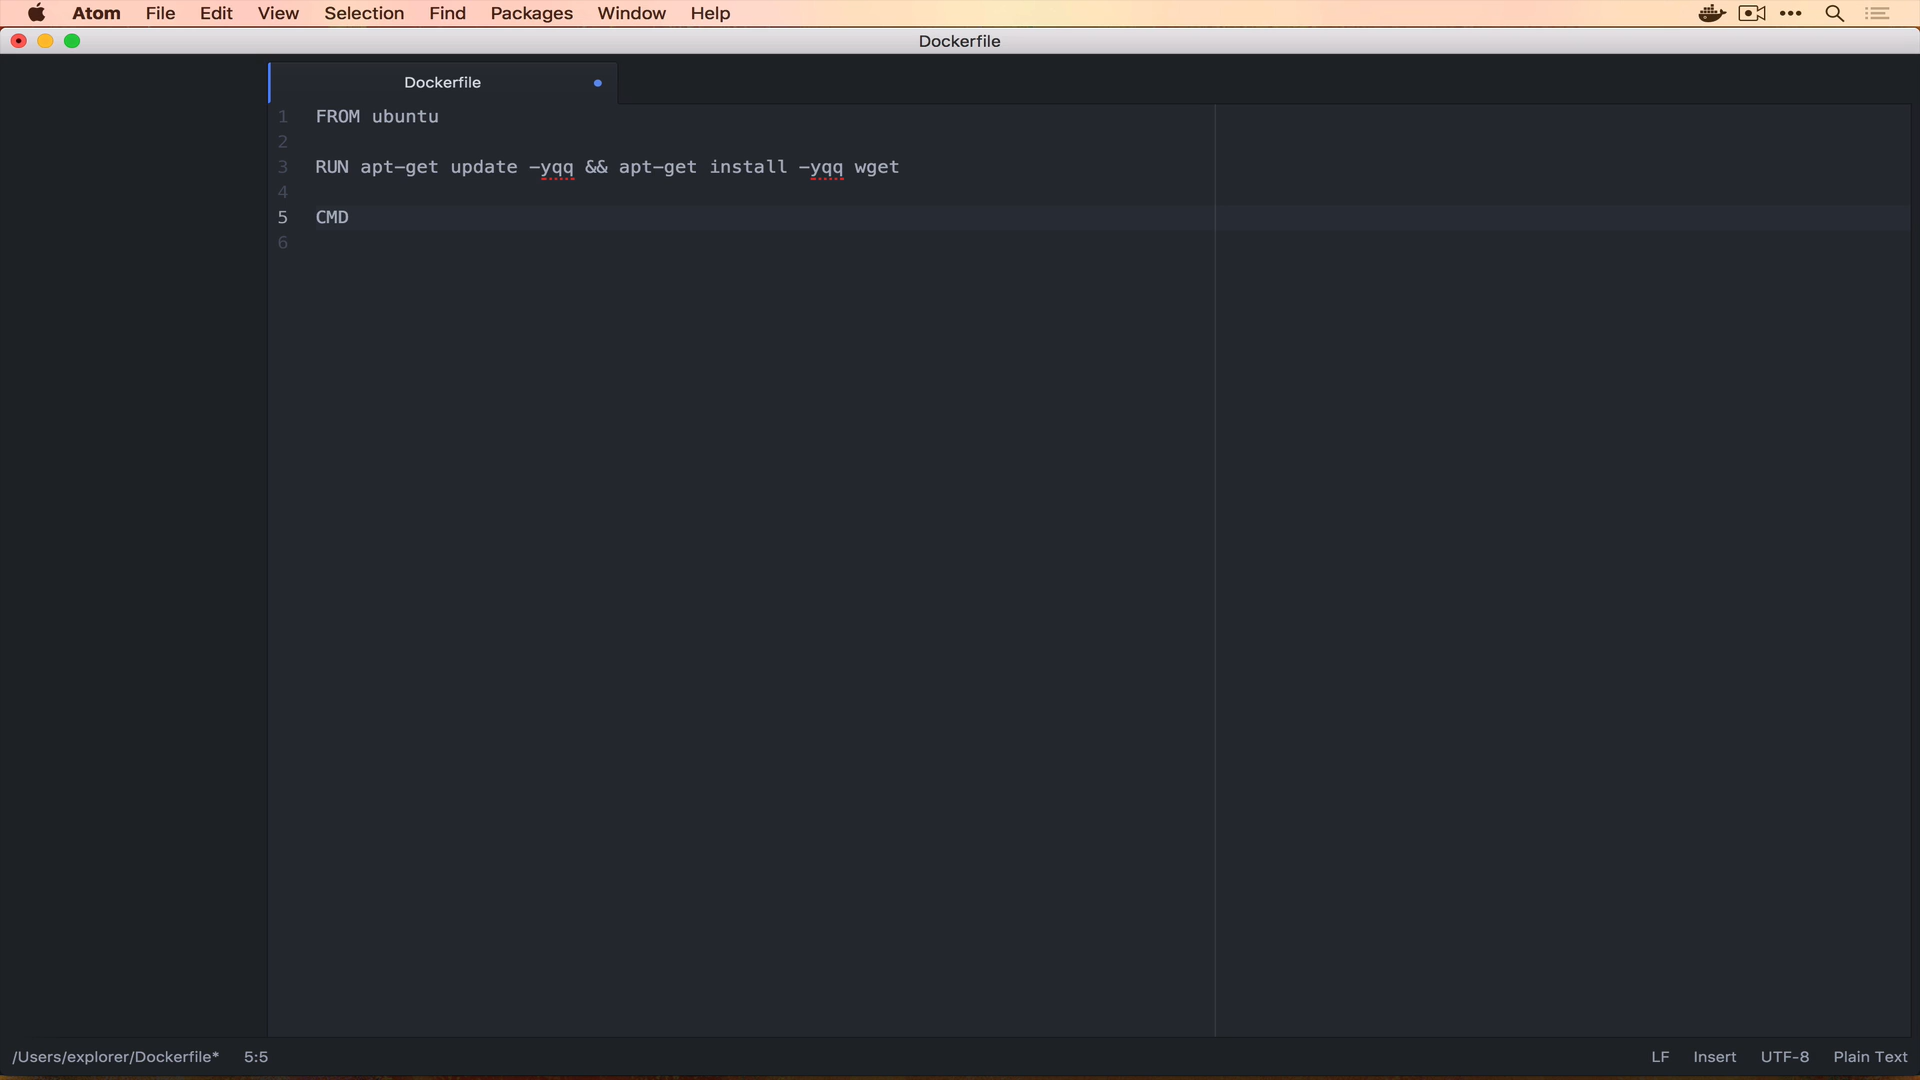 Atom File Edit View Selection Find Packages Window Help
Dockerfile
Dockerfile
1 FROM ubuntu
2
3 RUN apt-get update -yqq && apt-get install -yqq wget
4
5 CMD
6
/Users/explorer/Dockerfile* 5:5 LF Insert UTF-8 Plain Text